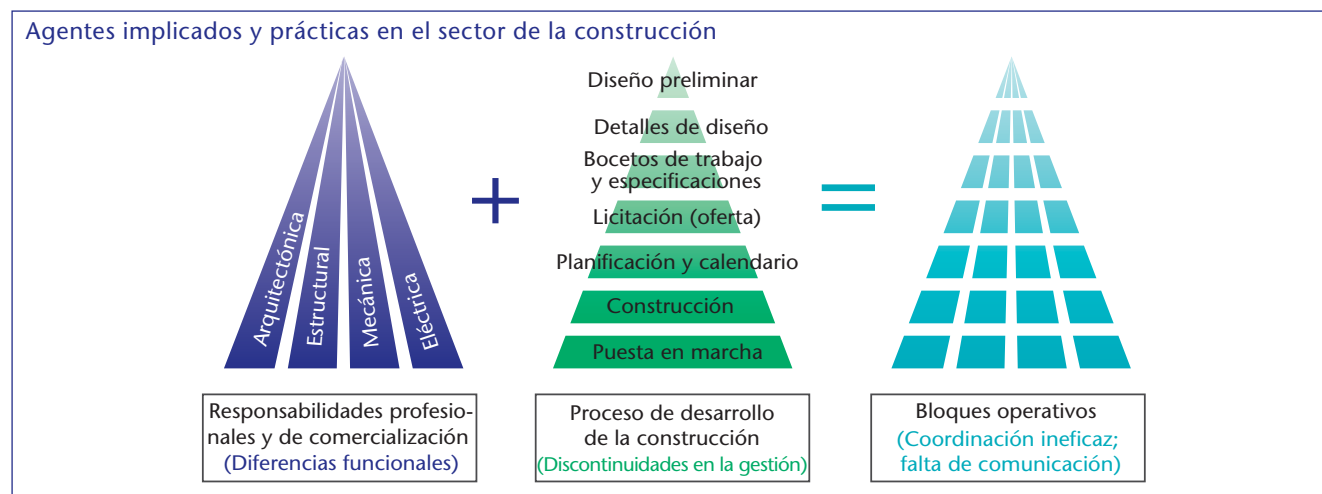 Agentes implicados y prácticas en el sector de la construcción
Arquitectónica
Estructural
Mecánica
Eléctrica
Diseño preliminar
Detalles de diseño
Bocetos de trabajo
y especificaciones
Licitación (oferta)
Planificación y calendario
Construcción
Puesta en marcha
+
=
Responsabilidades profesio-
nales y de comercialización
(Diferencias funcionales)
Proceso de desarrollo
de la construcción
(Discontinuidades en la gestión)
Bloques operativos
(Coordinación ineficaz;
falta de comunicación)